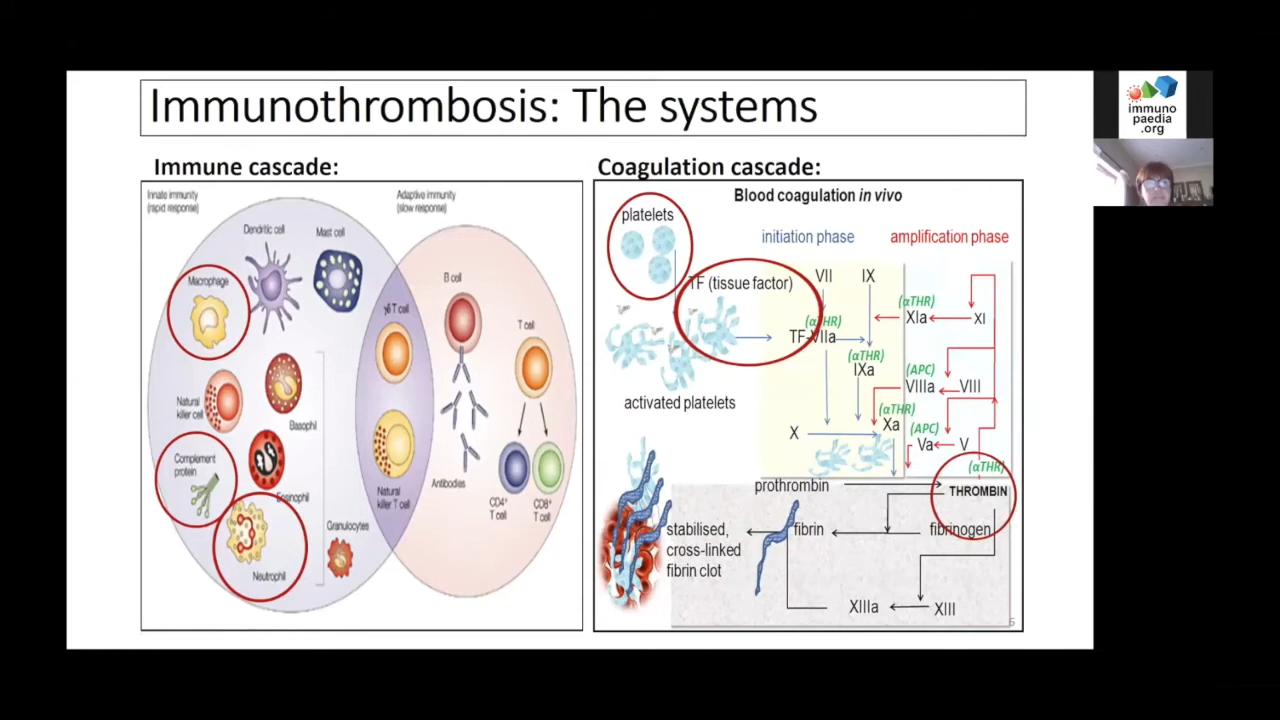 Immunothrombosis: The systems
immuno
paedia
.org
Immune cascade:
Innate immunity
(rapid response)
Adaptive immunity
(slow response)
Dendritic cell
Mast cell
Macrophage
γδ T cell
B cell
T cell
Natural
killer cell
Basophil
Complement
protein
Eosinophil
Natural
killer T cell
Antibodies
CD4⁺
T cell
CD8⁺
T cell
Granulocytes
Neutrophil
Coagulation cascade:
Blood coagulation in vivo
platelets
initiation phase
amplification phase
TF (tissue factor)
VII
IX
(αTHR)
XIa
XI
(αTHR)
TF-VIIa
(αTHR)
IXa
(APC)
VIIIa
VIII
activated platelets
(αTHR)
Xa
X
(APC)
Va
V
(αTHR)
prothrombin
THROMBIN
stabilised,
cross-linked
fibrin clot
fibrin
fibrinogen
XIIIa
XIII
5